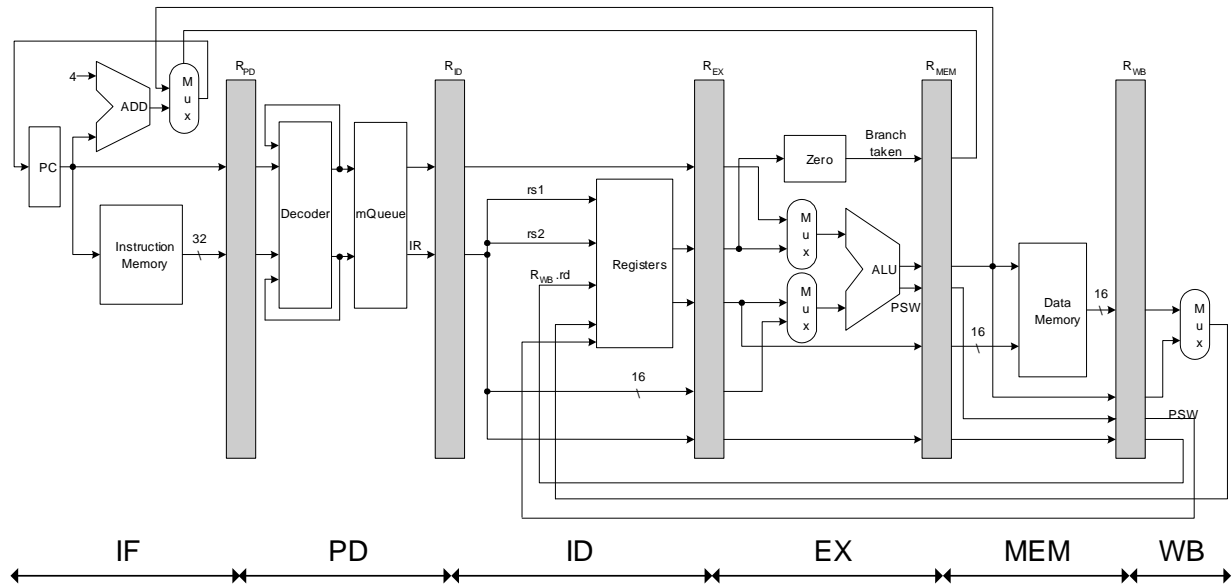 R_PD
R_ID
R_EX
R_MEM
R_WB
4
ADD
M
u
x
PC
Instruction
Memory
32
Decoder
mQueue
IR
rs1
rs2
R_WB.rd
Registers
16
Zero
Branch
taken
M
u
x
M
u
x
ALU
PSW
16
Data
Memory
16
M
u
x
PSW
IF
PD
ID
EX
MEM
WB